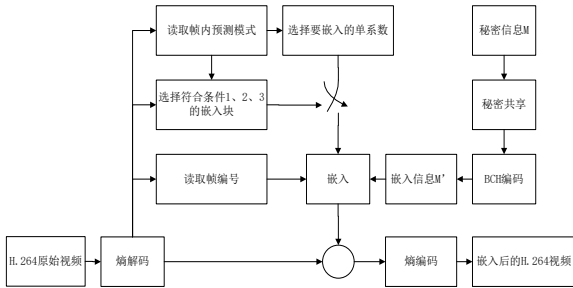 读取帧内预测模式
选择要嵌入的单系数
秘密信息M
选择符合条件1、2、3
的嵌入块
秘密共享
读取帧编号
嵌入
嵌入信息M'
BCH编码
H.264原始视频
熵解码
熵编码
嵌入后的H.264视频